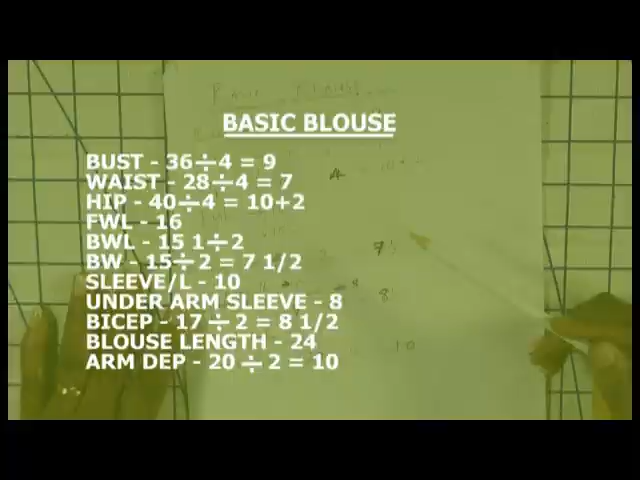 BASIC BLOUSE
BUST - 36÷4 = 9
WAIST - 28÷4 = 7
HIP - 40÷4 = 10+2
FWL - 16
BWL - 15 1÷2
BW - 15÷2 = 7 1/2
SLEEVE/L - 10
UNDER ARM SLEEVE - 8
BICEP - 17 ÷2 = 8 1/2
BLOUSE LENGTH - 24
ARM DEP - 20 ÷2 = 10